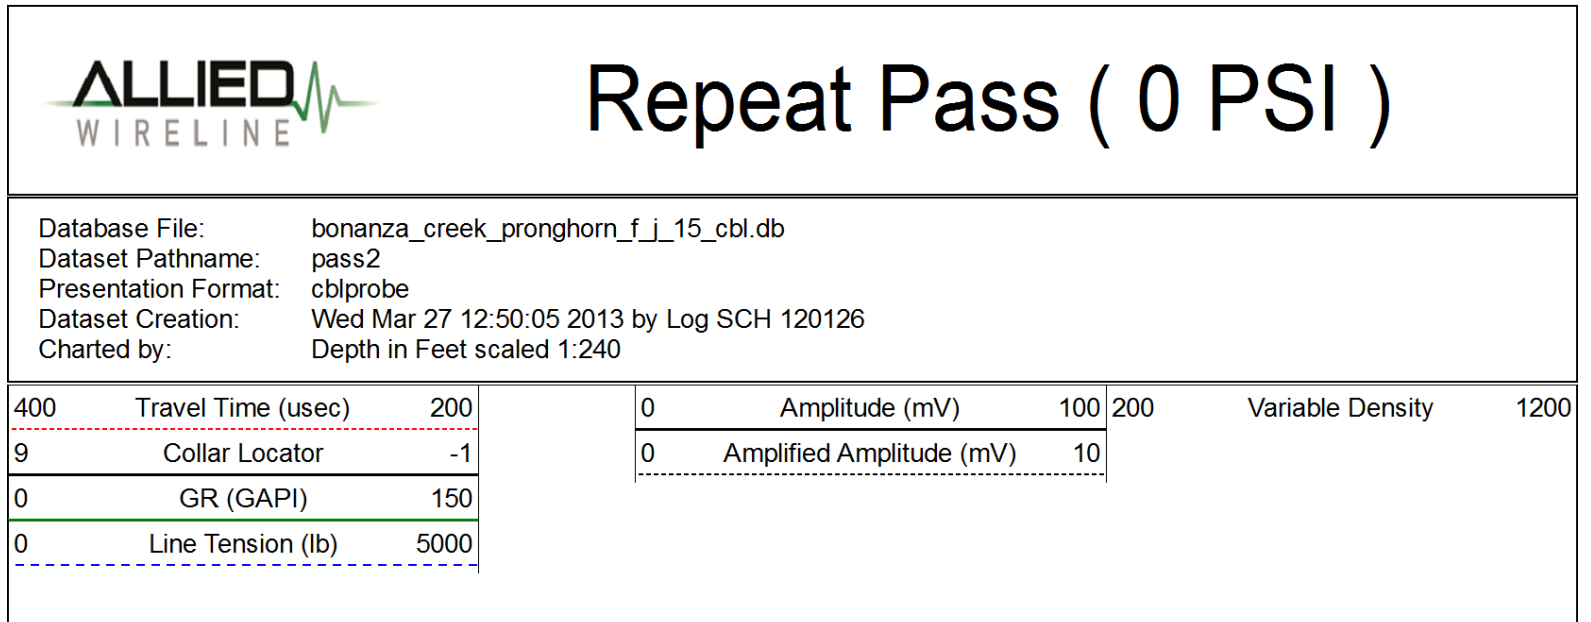 ALLIED
WIRELINE
Repeat Pass ( 0 PSI )
Database File: bonanza_creek_pronghorn_f_j_15_cbl.db
Dataset Pathname: pass2
Presentation Format: cblprobe
Dataset Creation: Wed Mar 27 12:50:05 2013 by Log SCH 120126
Charted by: Depth in Feet scaled 1:240
400 Travel Time (usec) 200 0 Amplitude (mV) 100 200 Variable Density 1200
9 Collar Locator -1 0 Amplified Amplitude (mV) 10
0 GR (GAPI) 150
0 Line Tension (lb) 5000